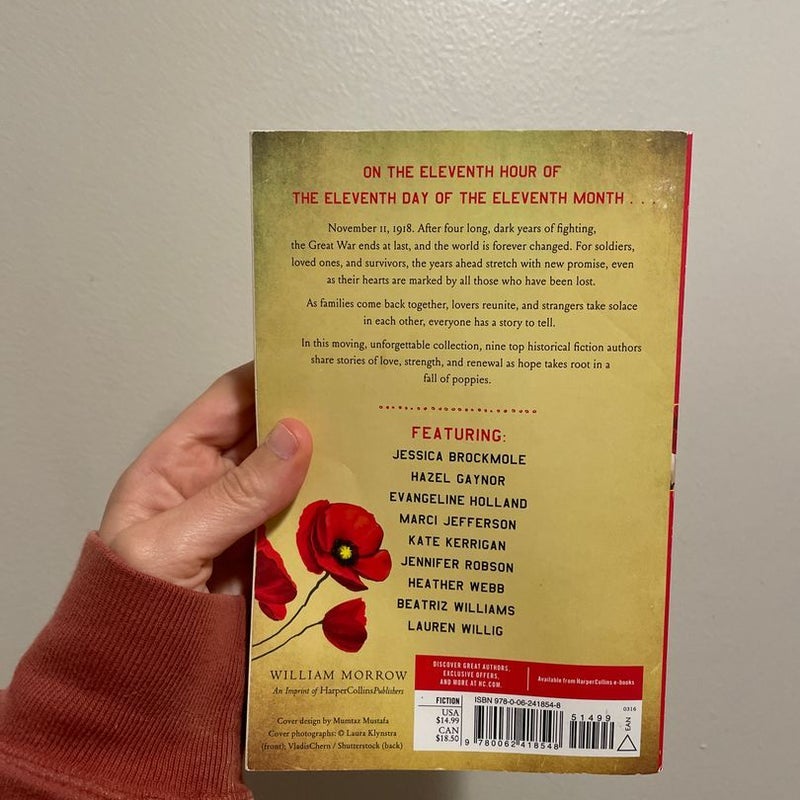 ON THE ELEVENTH HOUR OF
THE ELEVENTH DAY OF THE ELEVENTH MONTH . . .
November 11, 1918. After four long, dark years of fighting,
the Great War ends at last, and the world is forever changed. For soldiers,
loved ones, and survivors, the years ahead stretch with new promise, even
as their hearts are marked by all those who have been lost.
As families come back together, lovers reunite, and strangers take solace
in each other, everyone has a story to tell.
In this moving, unforgettable collection, nine top historical fiction authors
share stories of love, strength, and renewal as hope takes root in a
fall of poppies.
FEATURING:
JESSICA BROCKMOLE
HAZEL GAYNOR
EVANGELINE HOLLAND
MARCI JEFFERSON
KATE KERRIGAN
JENNIFER ROBSON
HEATHER WEBB
BEATRIZ WILLIAMS
LAUREN WILLIG
WILLIAM MORROW
An Imprint of HarperCollinsPublishers
Cover design by Mumtaz Mustafa
Cover photographs: © Laura Klynstra
(front); VladisChern / Shutterstock (back)
DISCOVER GREAT AUTHORS,
EXCLUSIVE OFFERS,
AND MORE AT HC.COM.
Available from HarperCollins e-books
FICTION
USA
$14.99
CAN
$18.50
ISBN 978-0-06-241854-8
51499
9 780062 418548
0316
EAN